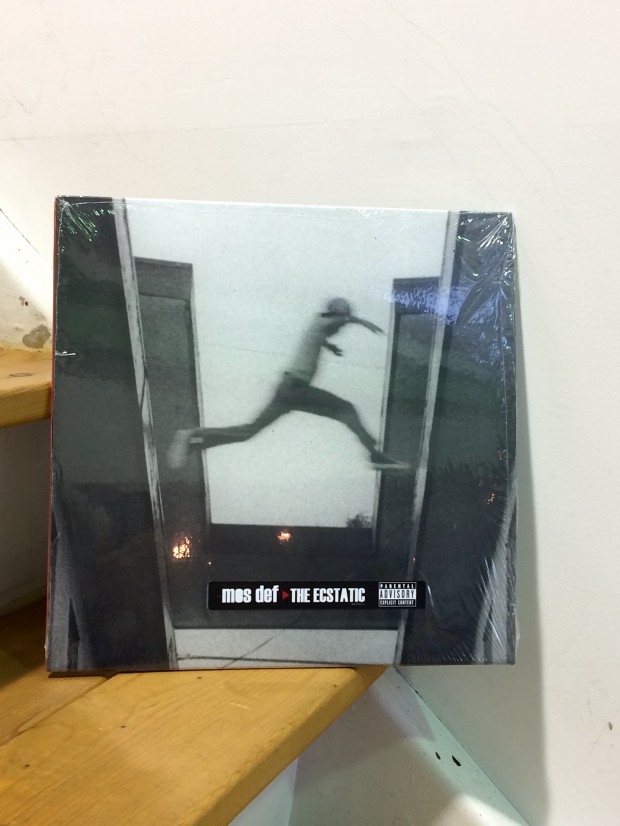 mos def ▶ THE ECSTATIC
PARENTAL
ADVISORY
EXPLICIT CONTENT